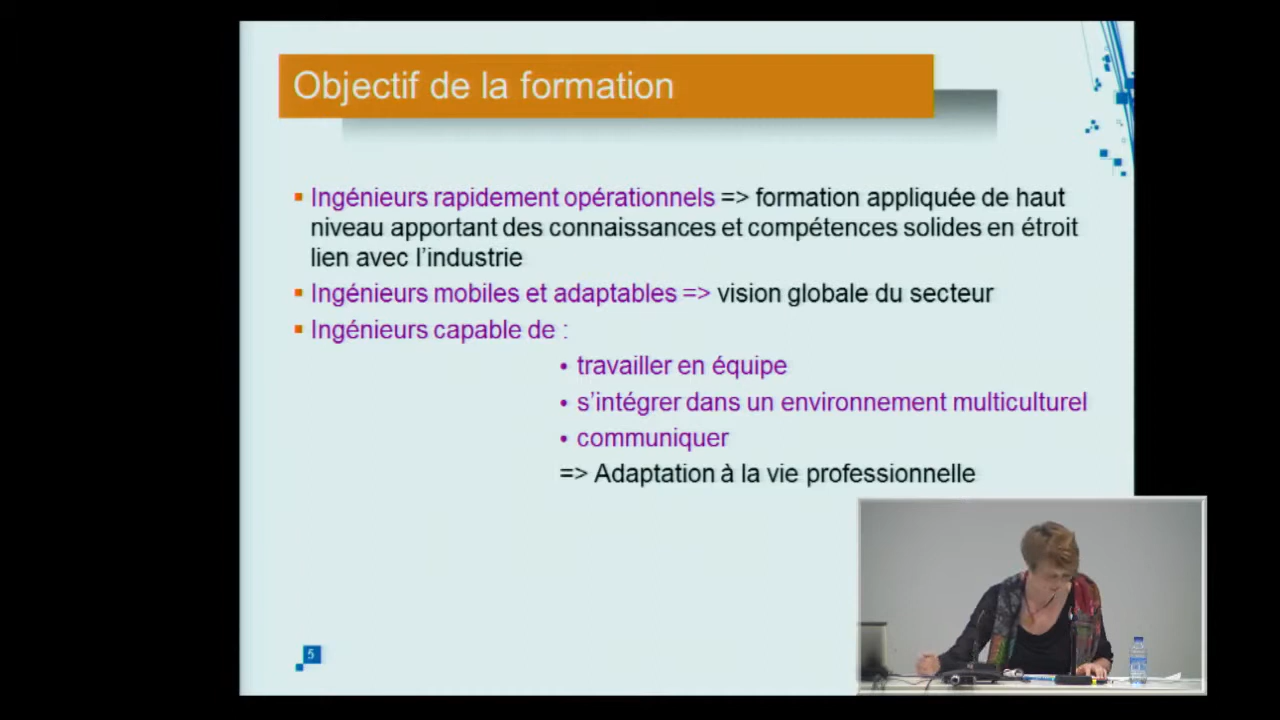 Objectif de la formation
Ingénieurs rapidement opérationnels => formation appliquée de haut
niveau apportant des connaissances et compétences solides en étroit
lien avec l’industrie
Ingénieurs mobiles et adaptables => vision globale du secteur
Ingénieurs capable de :
• travailler en équipe
• s’intégrer dans un environnement multiculturel
• communiquer
=> Adaptation à la vie professionnelle
5